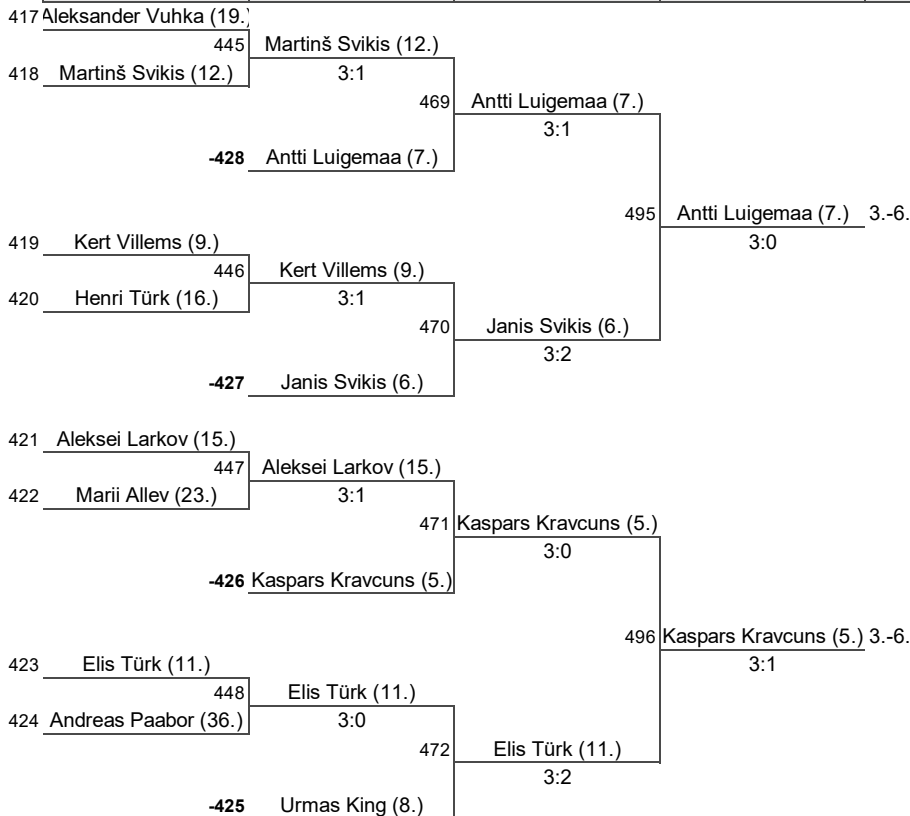 417 Aleksander Vuhka (19.)
445 Martinš Svikis (12.)
418 Martinš Svikis (12.) 3:1
469 Antti Luigemaa (7.)
3:1
-428 Antti Luigemaa (7.)
495 Antti Luigemaa (7.) 3.-6.
419 Kert Villems (9.) 3:0
446 Kert Villems (9.)
420 Henri Türk (16.) 3:1
470 Janis Svikis (6.)
3:2
-427 Janis Svikis (6.)
421 Aleksei Larkov (15.)
447 Aleksei Larkov (15.)
422 Marii Allev (23.) 3:1
471 Kaspars Kravcuns (5.)
3:0
-426 Kaspars Kravcuns (5.)
496 Kaspars Kravcuns (5.) 3.-6.
423 Elis Türk (11.) 3:1
448 Elis Türk (11.)
424 Andreas Paabor (36.) 3:0
472 Elis Türk (11.)
3:2
-425 Urmas King (8.)